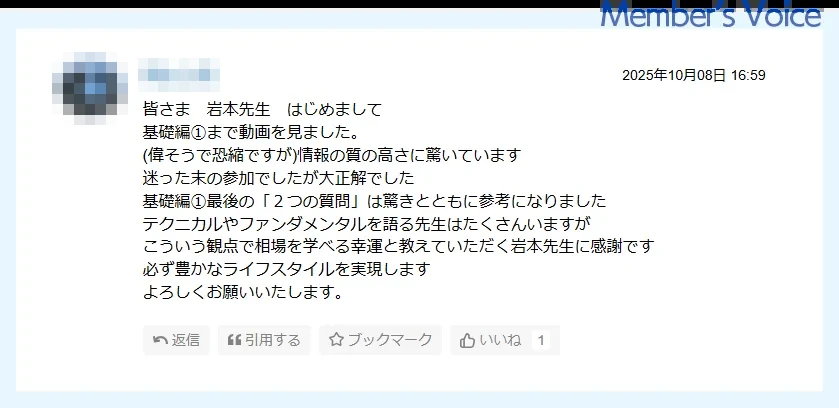 Member's Voice
2025年10月08日 16:59
皆さま　岩本先生　はじめまして
基礎編①まで動画を見ました。
(偉そうで恐縮ですが)情報の質の高さに驚いています
迷った末の参加でしたが大正解でした
基礎編①最後の「２つの質問」は驚きとともに参考になりました
テクニカルやファンダメンタルを語る先生はたくさんいますが
こういう観点で相場を学べる幸運と教えていただく岩本先生に感謝です
必ず豊かなライフスタイルを実現します
よろしくお願いいたします。
返信 引用する ブックマーク いいね 1